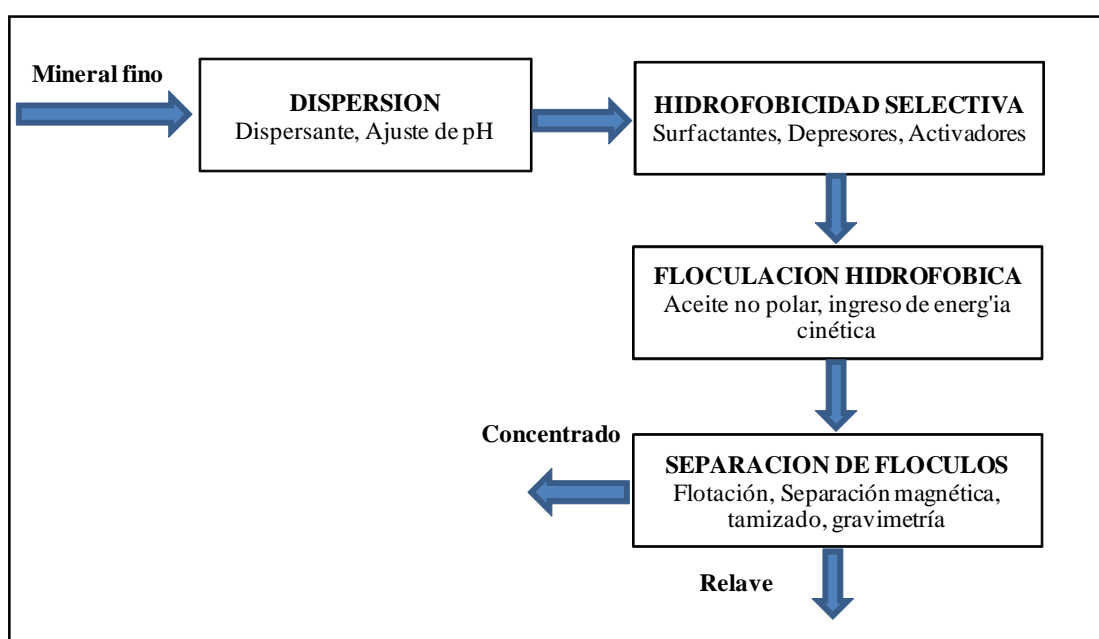 Mineral fino
DISPERSION
Dispersante, Ajuste de pH
HIDROFOBICIDAD SELECTIVA
Surfactantes, Depresores, Activadores
FLOCULACION HIDROFOBICA
Aceite no polar, ingreso de energ'ia
cinética
Concentrado
SEPARACION DE FLOCULOS
Flotación, Separación magnética,
tamizado, gravimetría
Relave